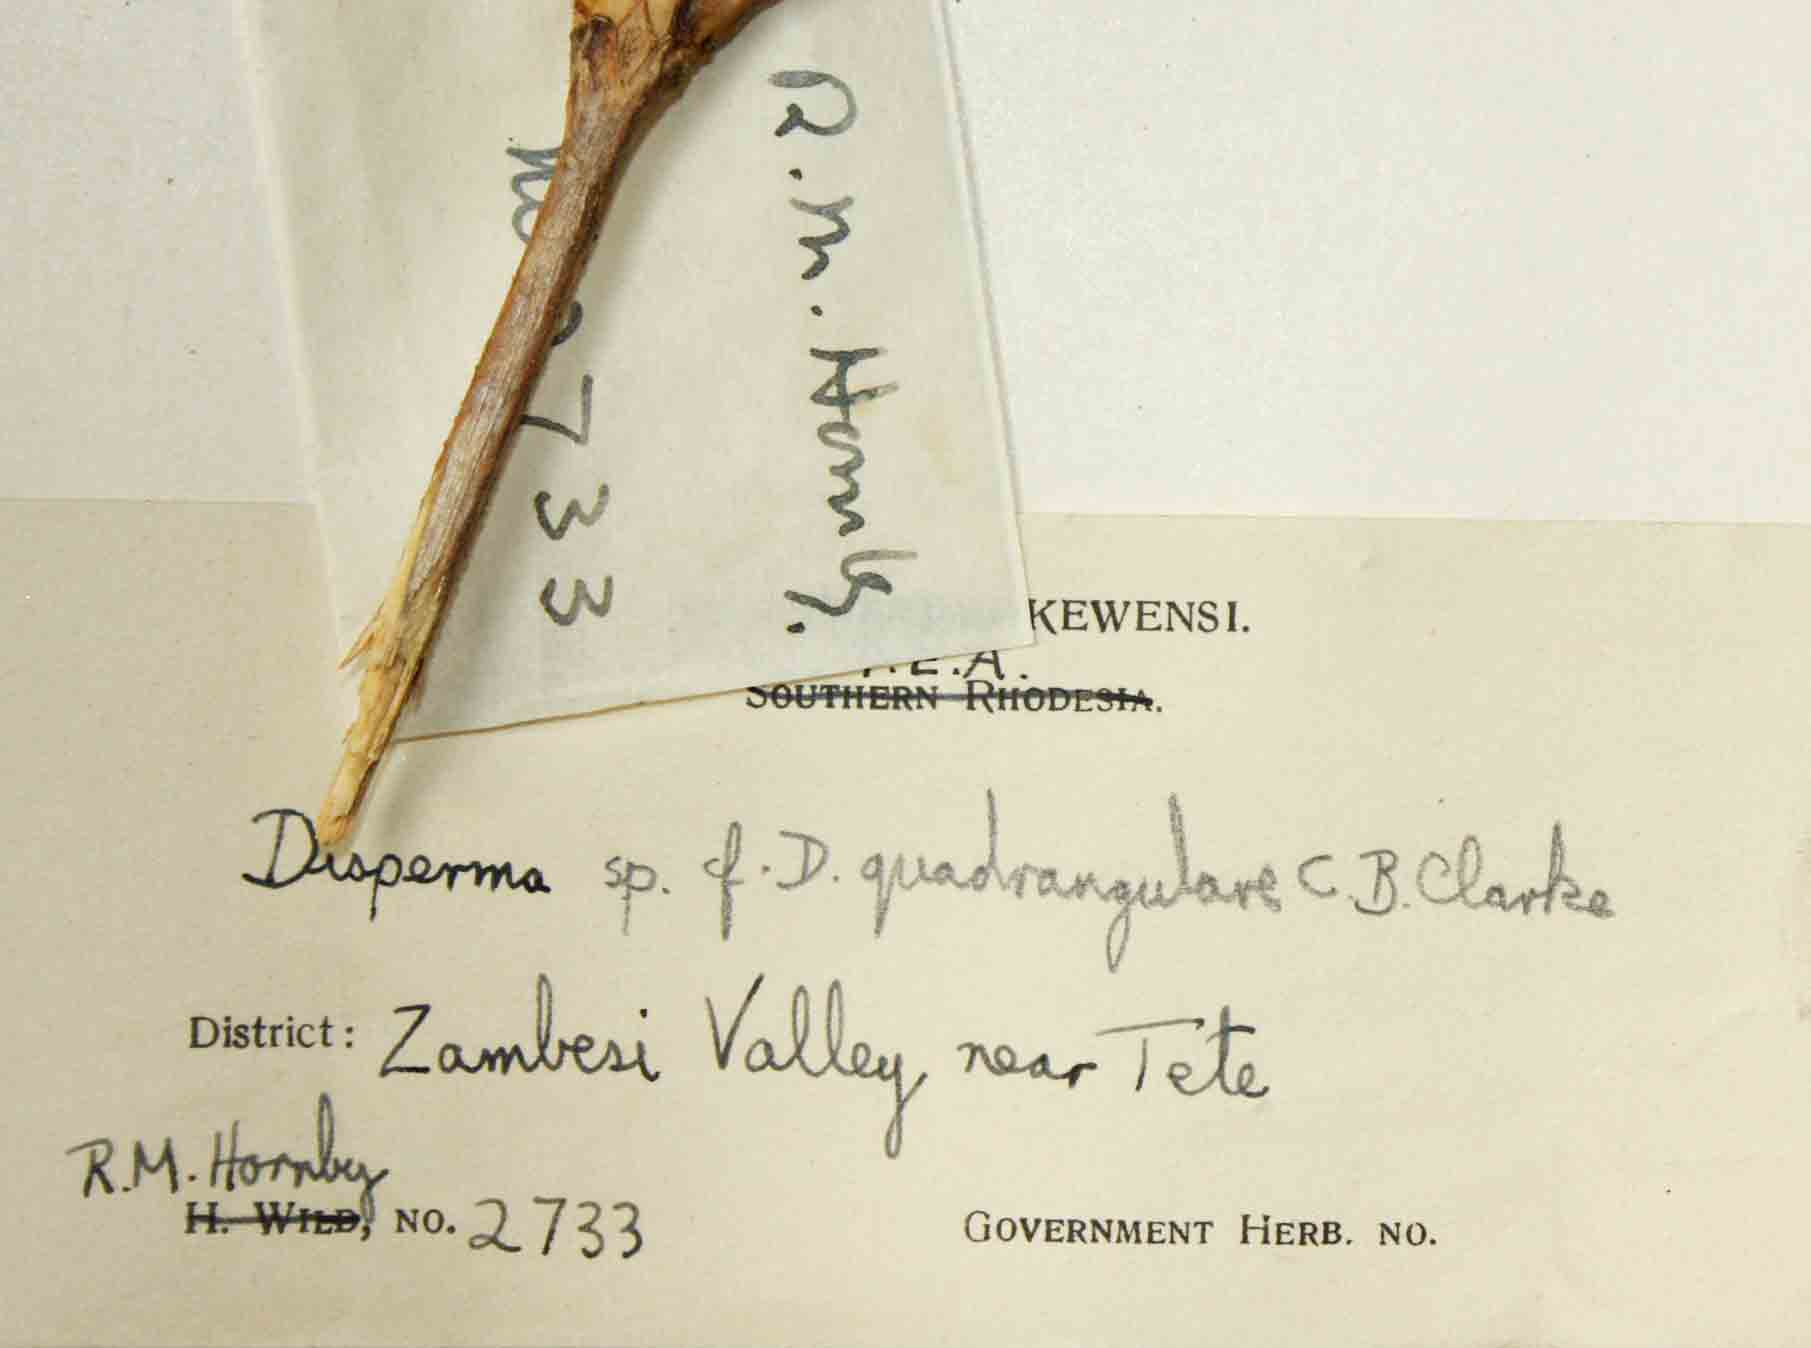 R.M. Hornby.
No 2733
KEWENSI.
.E.A.
SOUTHERN RHODESIA.
Disperma sp. cf. D. quadrangulare C.B. Clarke
District: Zambesi Valley, near Tete
R.M. Hornby
H. WILD, NO. 2733
GOVERNMENT HERB. NO.